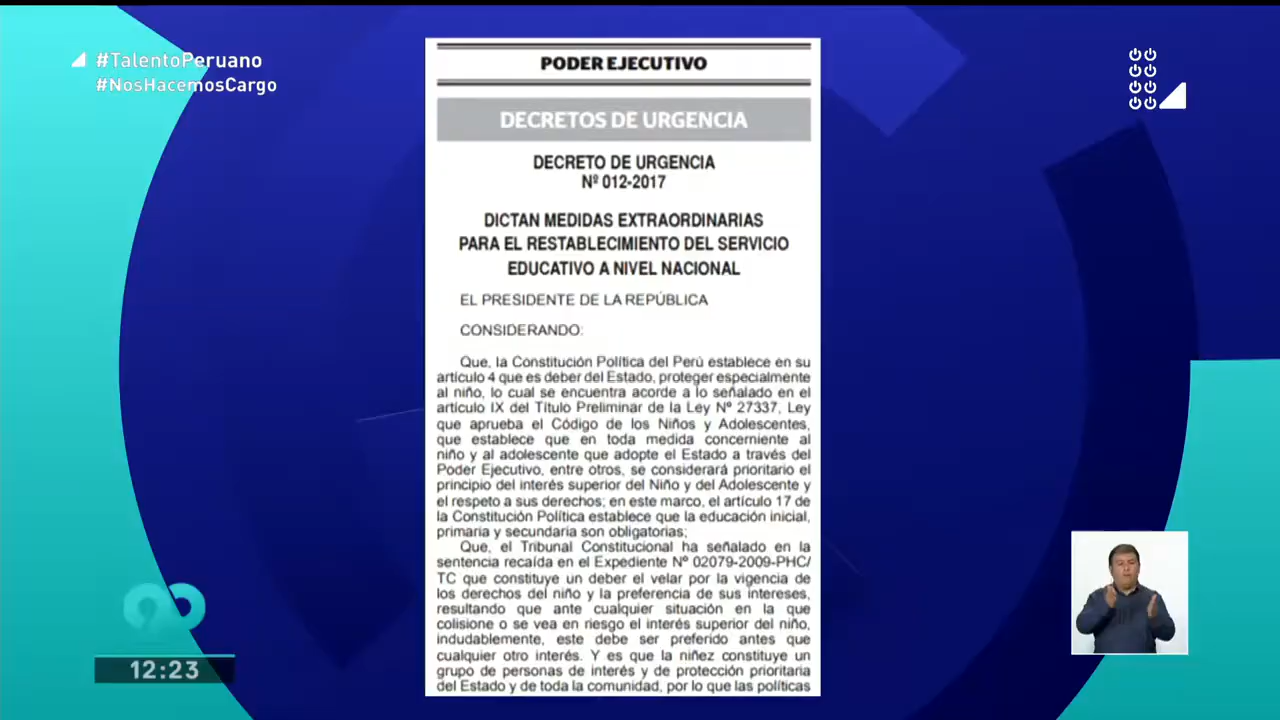 #TalentoPeruano
#NosHacemosCargo
PODER EJECUTIVO
DECRETOS DE URGENCIA
DECRETO DE URGENCIA
Nº 012-2017
DICTAN MEDIDAS EXTRAORDINARIAS
PARA EL RESTABLECIMIENTO DEL SERVICIO
EDUCATIVO A NIVEL NACIONAL
EL PRESIDENTE DE LA REPÚBLICA
CONSIDERANDO:
Que, la Constitución Política del Perú establece en su
artículo 4 que es deber del Estado, proteger especialmente
al niño, lo cual se encuentra acorde a lo señalado en el
artículo IX del Título Preliminar de la Ley Nº 27337, Ley
que aprueba el Código de los Niños y Adolescentes,
que establece que en toda medida concerniente al
niño y al adolescente que adopte el Estado a través del
Poder Ejecutivo, entre otros, se considerará prioritario el
principio del interés superior del Niño y del Adolescente y
el respeto a sus derechos; en este marco, el artículo 17 de
la Constitución Política establece que la educación inicial,
primaria y secundaria son obligatorias;
Que, el Tribunal Constitucional ha señalado en la
sentencia recaída en el Expediente Nº 02079-2009-PHC/
TC que constituye un deber el velar por la vigencia de
los derechos del niño y la preferencia de sus intereses,
resultando que ante cualquier situación en la que
colisione o se vea en riesgo el interés superior del niño,
indudablemente, este debe ser preferido antes que
cualquier otro interés. Y es que la niñez constituye un
grupo de personas de interés y de protección prioritaria
del Estado y de toda la comunidad, por lo que las políticas
90
12:23